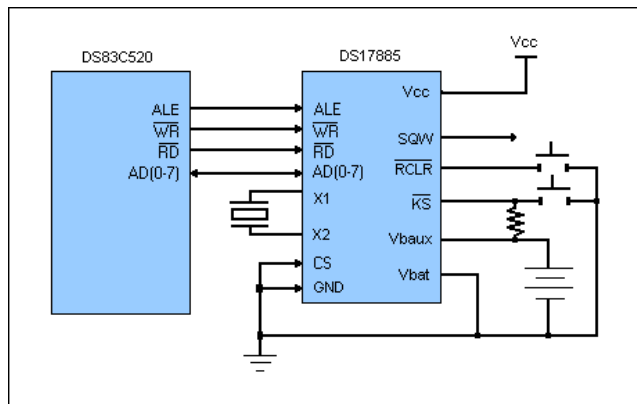 DS83C520
ALE
WR
RD
AD(0-7)
DS17885
ALE
WR
RD
AD(0-7)
X1
X2
CS
GND
Vcc
SQW
RCLR
KS
Vbaux
Vbat
Vcc